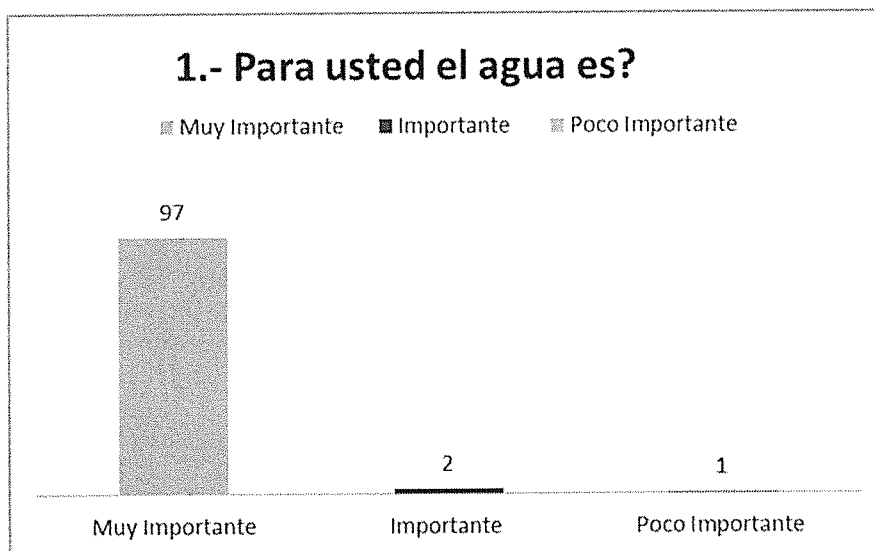 1.- Para usted el agua es?
Muy Importante Importante Poco Importante
97
2
1
Muy Importante Importante Poco Importante